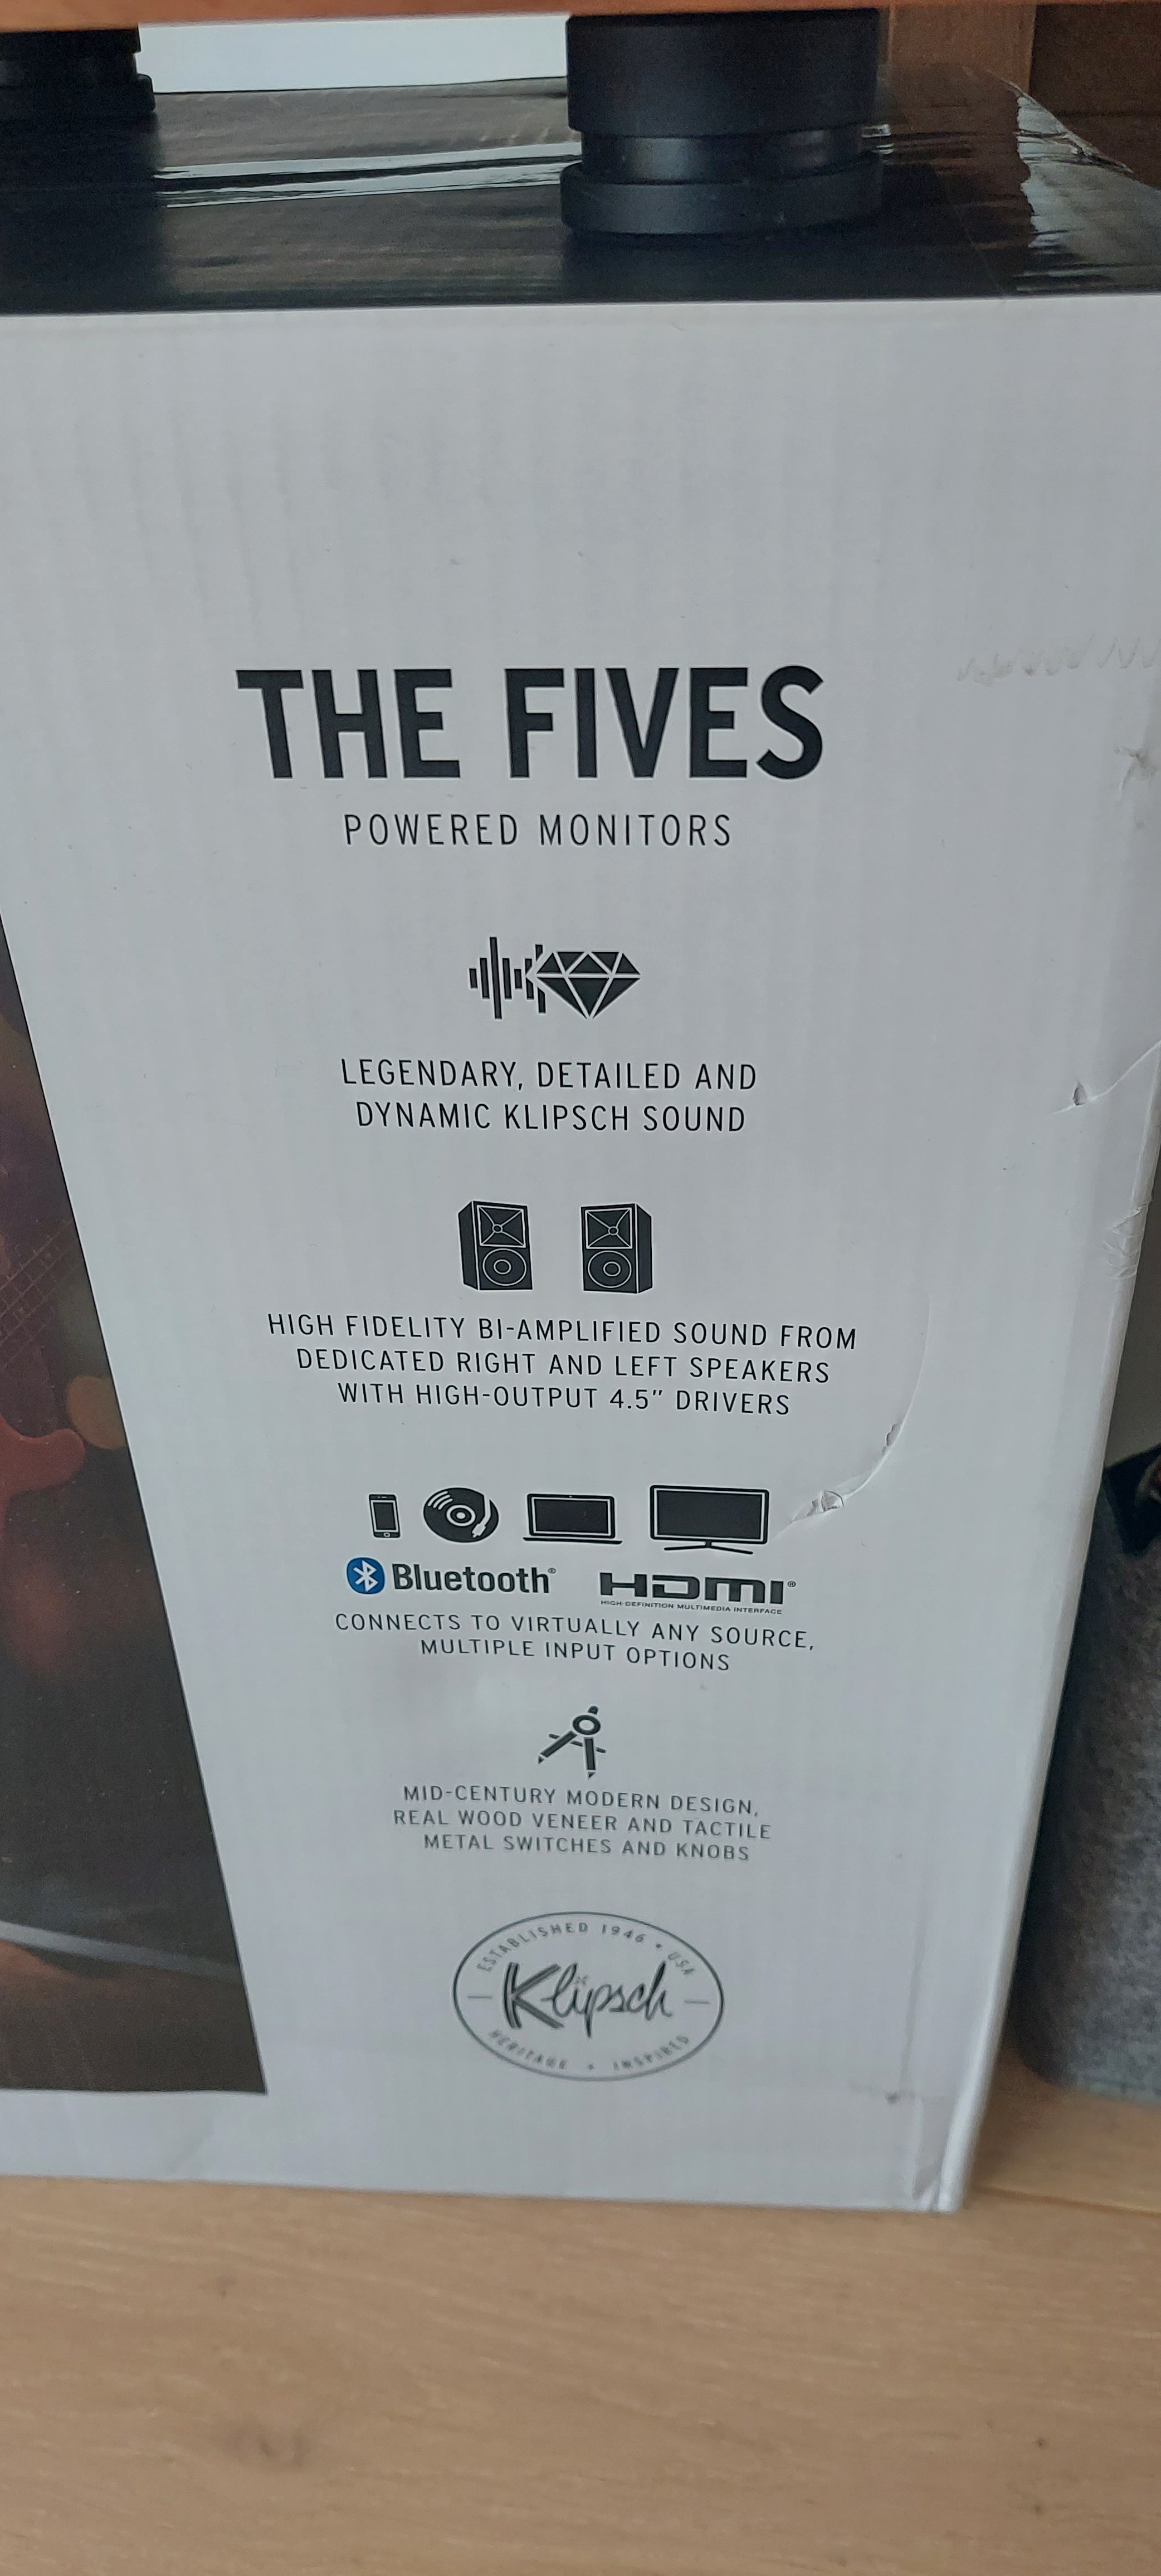 THE FIVES
POWERED MONITORS
LEGENDARY, DETAILED AND
DYNAMIC KLIPSCH SOUND
HIGH FIDELITY BI-AMPLIFIED SOUND FROM
DEDICATED RIGHT AND LEFT SPEAKERS
WITH HIGH-OUTPUT 4.5" DRIVERS
Bluetooth® HDMI®
HIGH-DEFINITION MULTIMEDIA INTERFACE
CONNECTS TO VIRTUALLY ANY SOURCE,
MULTIPLE INPUT OPTIONS
MID-CENTURY MODERN DESIGN,
REAL WOOD VENEER AND TACTILE
METAL SWITCHES AND KNOBS
ESTABLISHED 1946 • USA
Klipsch
HERITAGE • INSPIRED